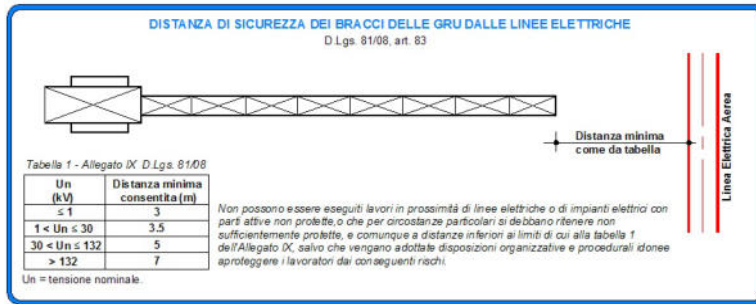 DISTANZA DI SICUREZZA DEI BRACCI DELLE GRU DALLE LINEE ELETTRICHE
D.Lgs. 81/08, art. 83
Distanza minima
come da tabella
Linea Elettrica Aerea
Tabella 1 - Allegato IX D.Lgs. 81/08
Un Distanza minima
(kV) consentita (m)
≤ 1 3
1 < Un ≤ 30 3.5
30 < Un ≤ 132 5
> 132 7
Un = tensione nominale.
Non possono essere eseguiti lavori in prossimità di linee elettriche o di impianti elettrici con
parti attive non protette, o che per circostanze particolari si debbano ritenere non
sufficientemente protette, e comunque a distanze inferiori ai limiti di cui alla tabella 1
dell'Allegato IX, salvo che vengano adottate disposizioni organizzative e procedurali idonee
aproteggere i lavoratori dai conseguenti rischi.